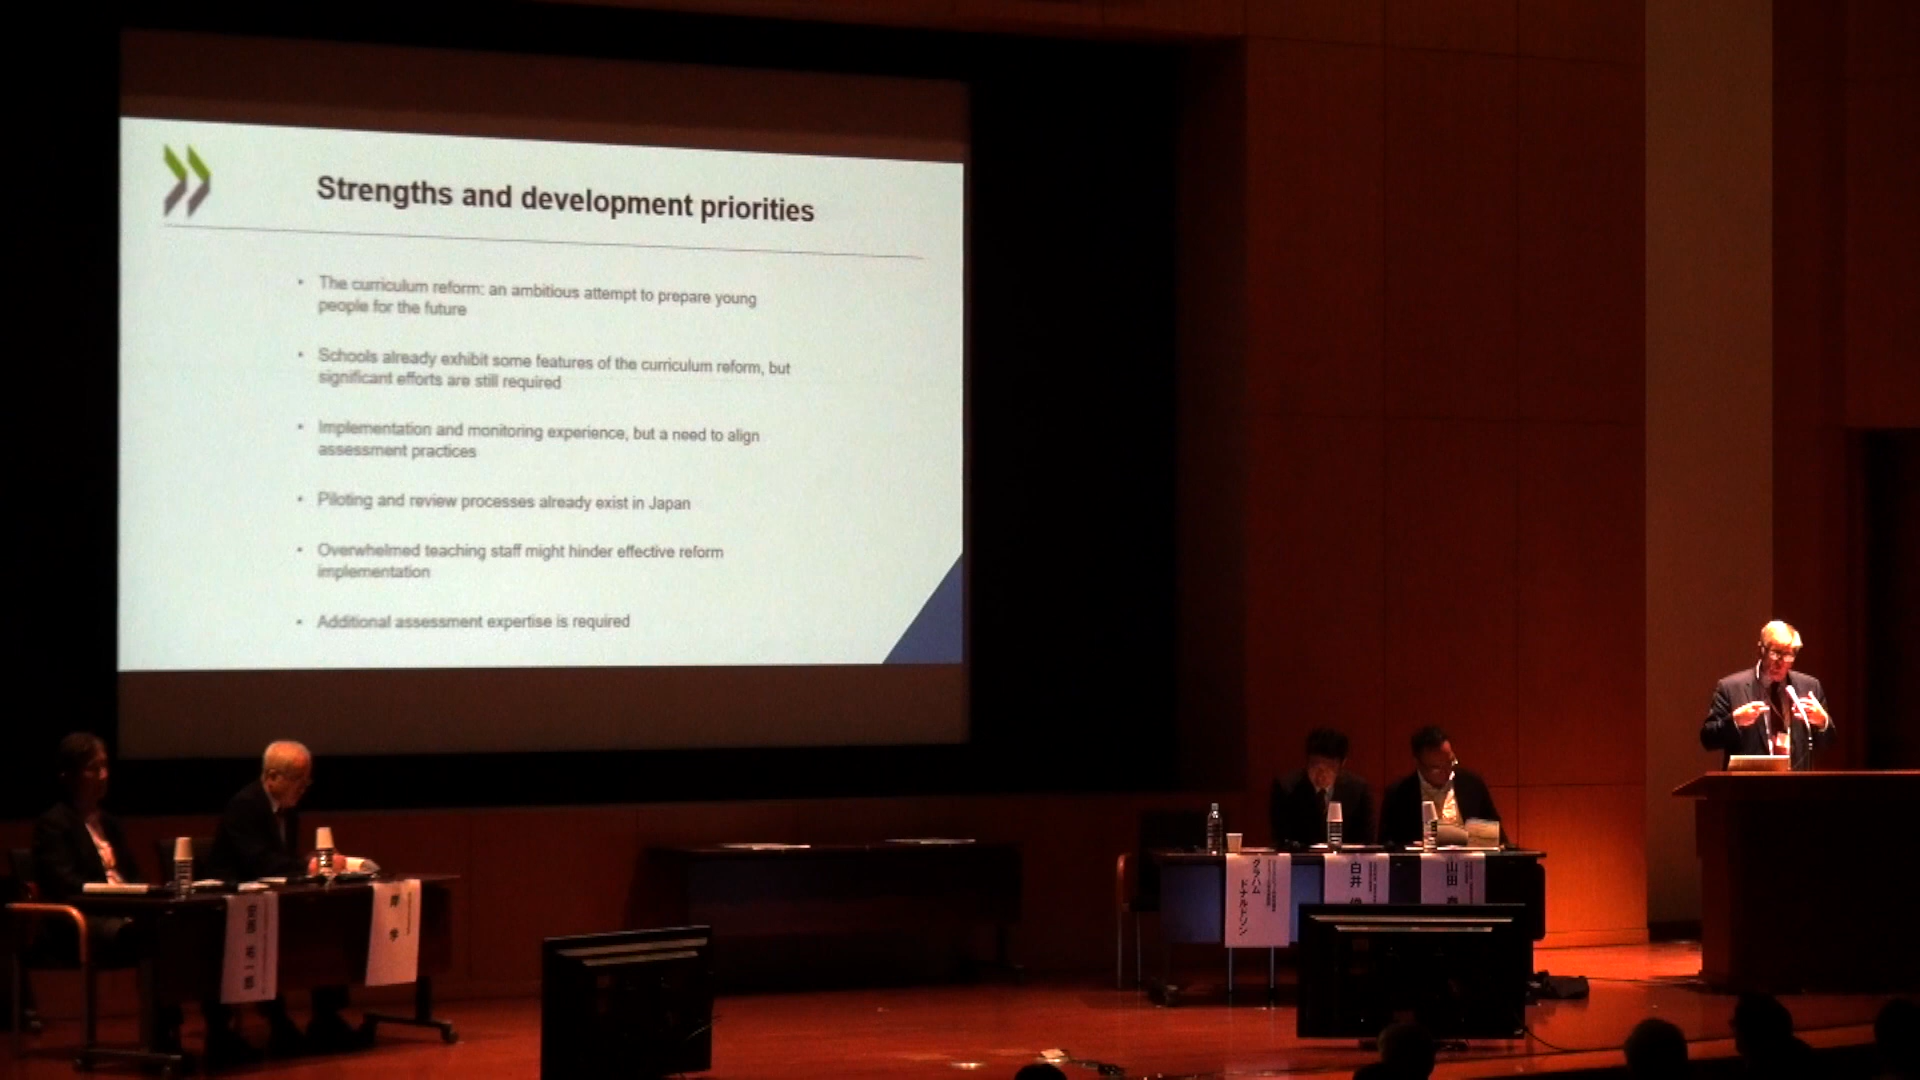 Strengths and development priorities
• The curriculum reform: an ambitious attempt to prepare young
people for the future
• Schools already exhibit some features of the curriculum reform, but
significant efforts are still required
• Implementation and monitoring experience, but a need to align
assessment practices
• Piloting and review processes already exist in Japan
• Overwhelmed teaching staff might hinder effective reform
implementation
• Additional assessment expertise is required
岸 学
グラハム
ドナルドソン
白井
山田